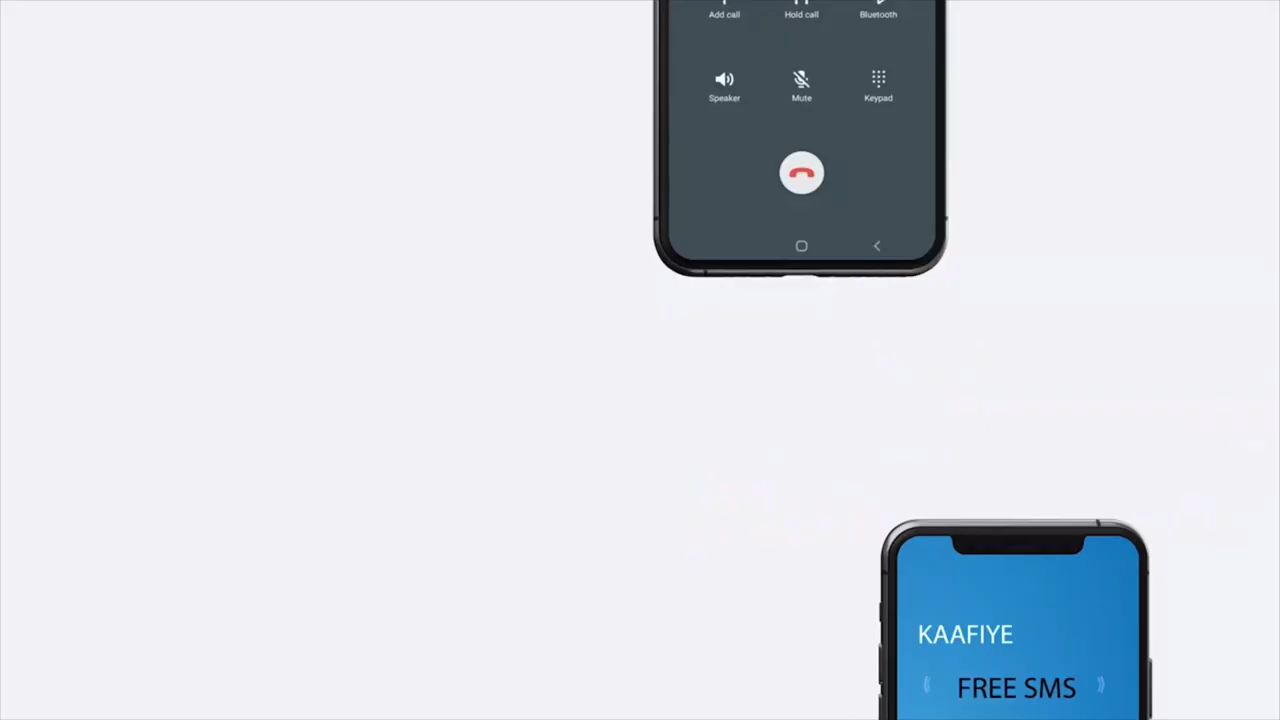 Add call Hold call Bluetooth
Speaker Mute Keypad
KAAFIYE
FREE SMS